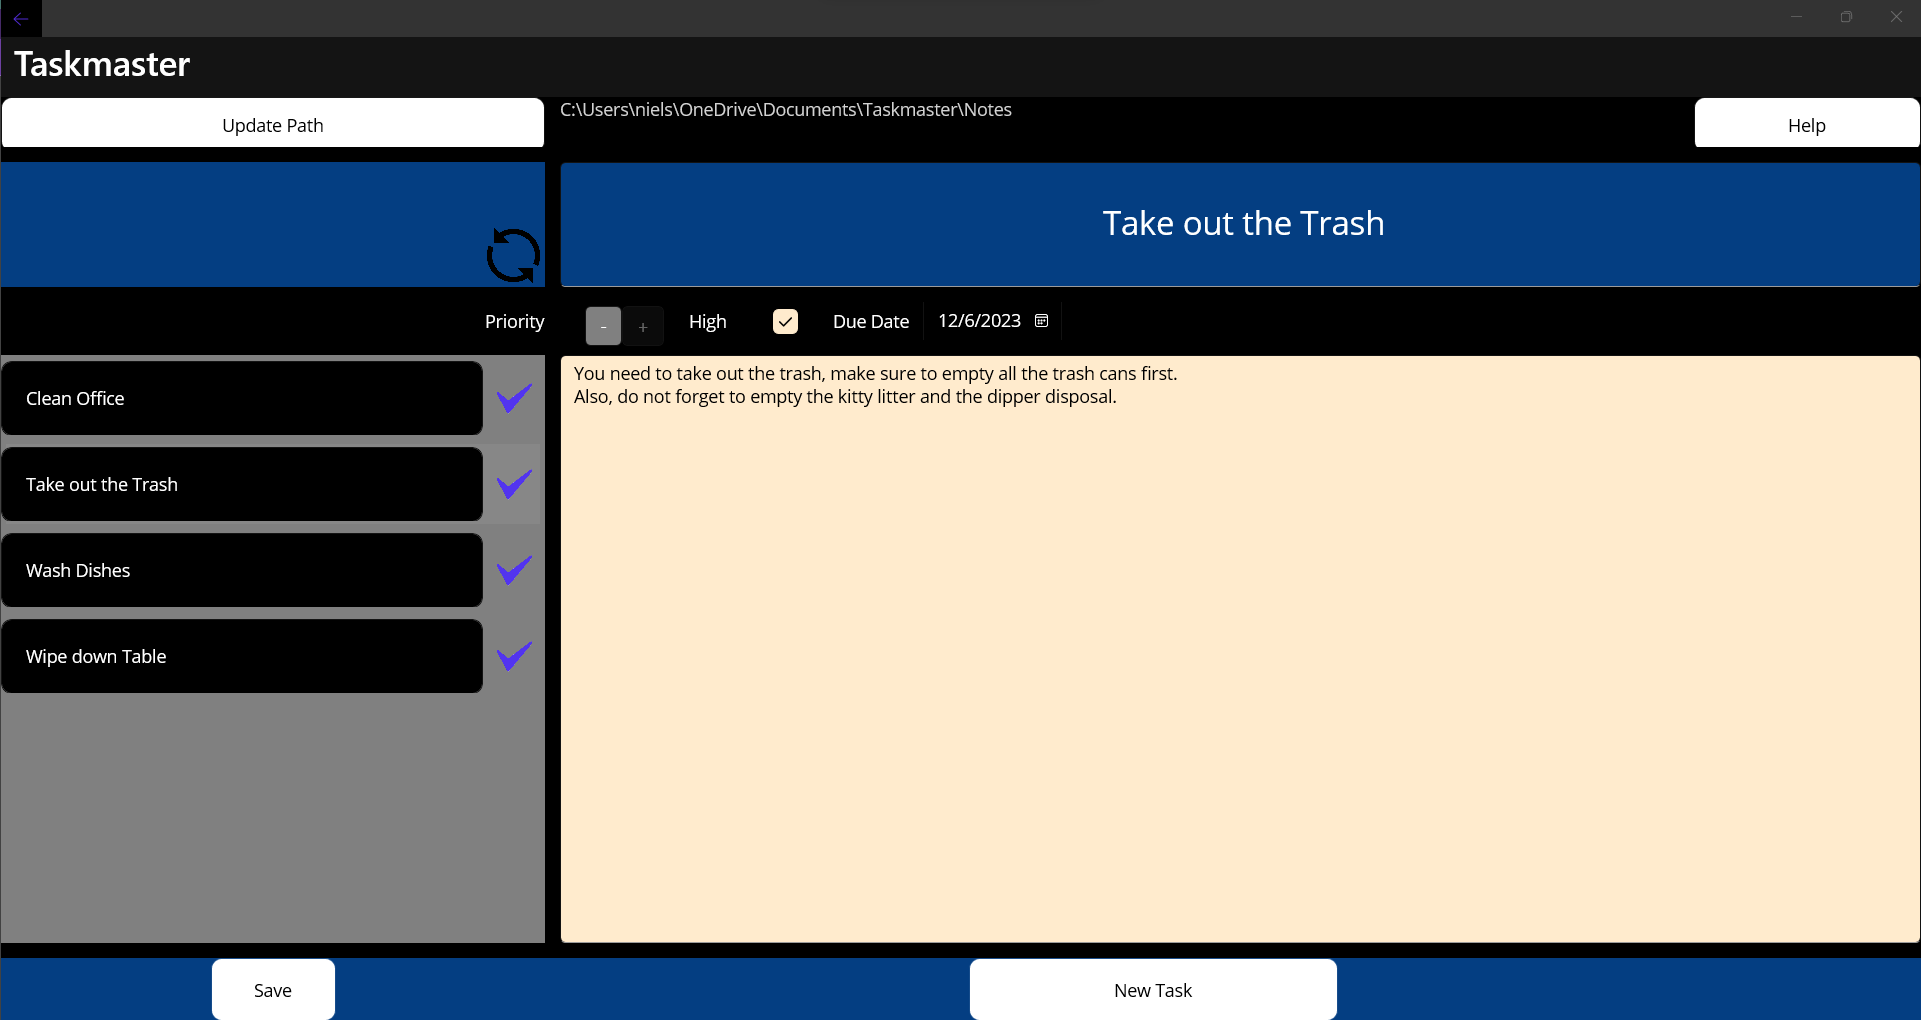 Taskmaster
Update Path
C:\Users\niels\OneDrive\Documents\Taskmaster\Notes
Help
Take out the Trash
Priority
- +
High
Due Date
12/6/2023
Clean Office
Take out the Trash
Wash Dishes
Wipe down Table
You need to take out the trash, make sure to empty all the trash cans first.
Also, do not forget to empty the kitty litter and the dipper disposal.
Save
New Task